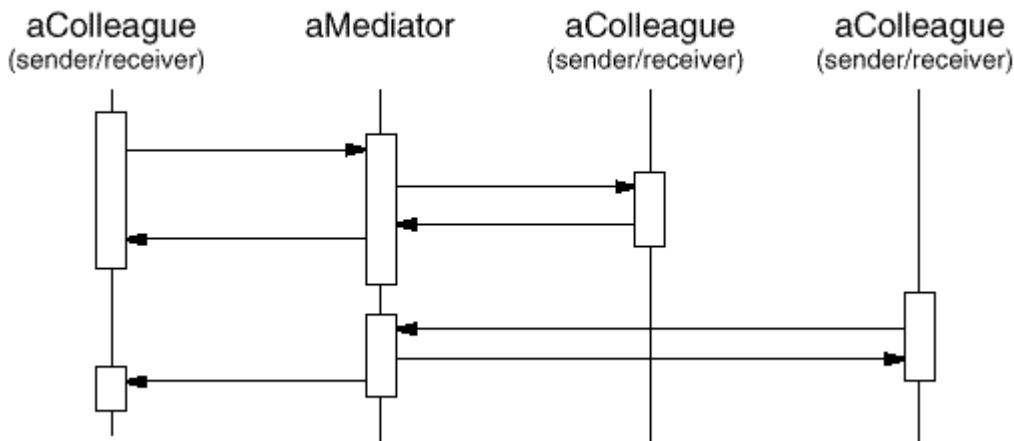 aColleague
(sender/receiver)
aMediator
aColleague
(sender/receiver)
aColleague
(sender/receiver)